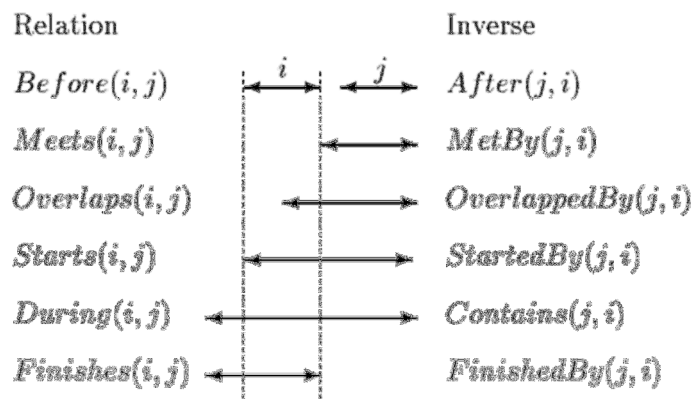 Relation Inverse
Before(i, j) i j After(j, i)
Meets(i, j) MetBy(j, i)
Overlaps(i, j) OverlappedBy(j, i)
Starts(i, j) StartedBy(j, i)
During(i, j) Contains(j, i)
Finishes(i, j) FinishedBy(j, i)